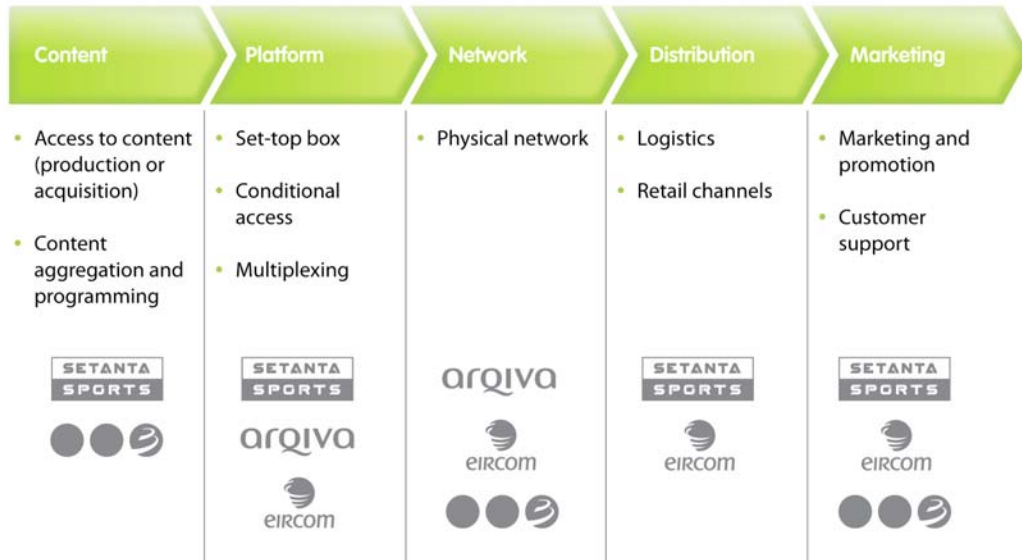 Content
Platform
Network
Distribution
Marketing
• Access to content
(production or
acquisition)
• Content
aggregation and
programming
SETANTA
SPORTS
• Set-top box
• Conditional
access
• Multiplexing
SETANTA
SPORTS
arqiva
eircom
• Physical network
arqiva
eircom
• Logistics
• Retail channels
SETANTA
SPORTS
eircom
• Marketing and
promotion
• Customer
support
SETANTA
SPORTS
eircom